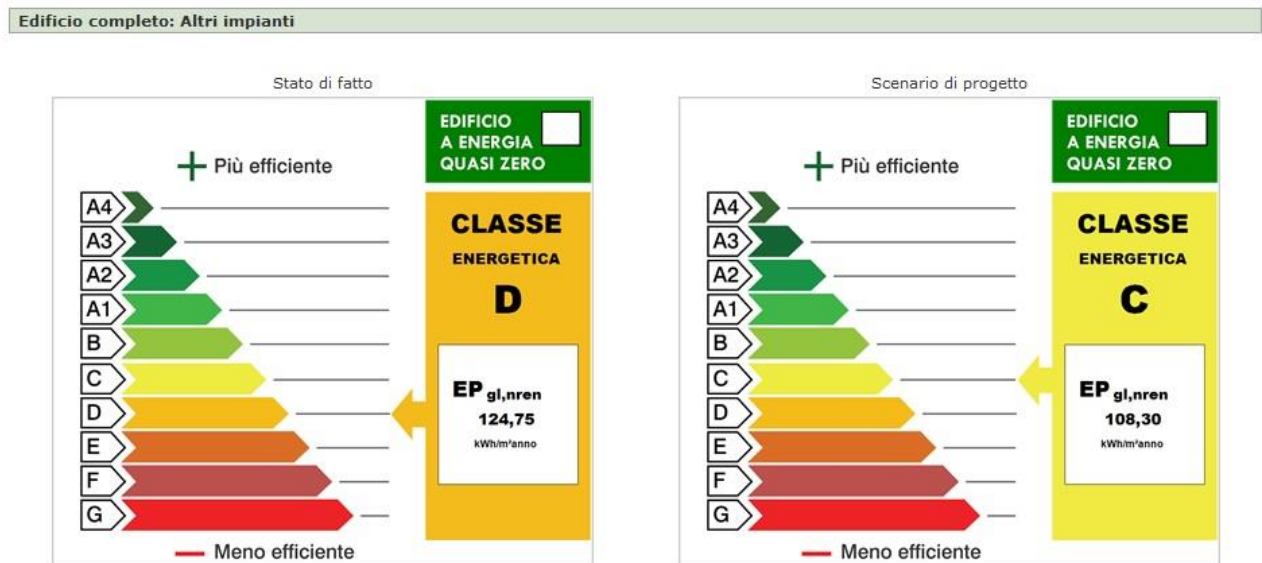 Edificio completo: Altri impianti
Stato di fatto
Più efficiente
A4
A3
A2
A1
B
C
D
E
F
G
Meno efficiente
EDIFICIO
A ENERGIA
QUASI ZERO
CLASSE
ENERGETICA
D
EP gl,nren
124,75
kWh/m²anno
Scenario di progetto
Più efficiente
A4
A3
A2
A1
B
C
D
E
F
G
Meno efficiente
EDIFICIO
A ENERGIA
QUASI ZERO
CLASSE
ENERGETICA
C
EP gl,nren
108,30
kWh/m²anno